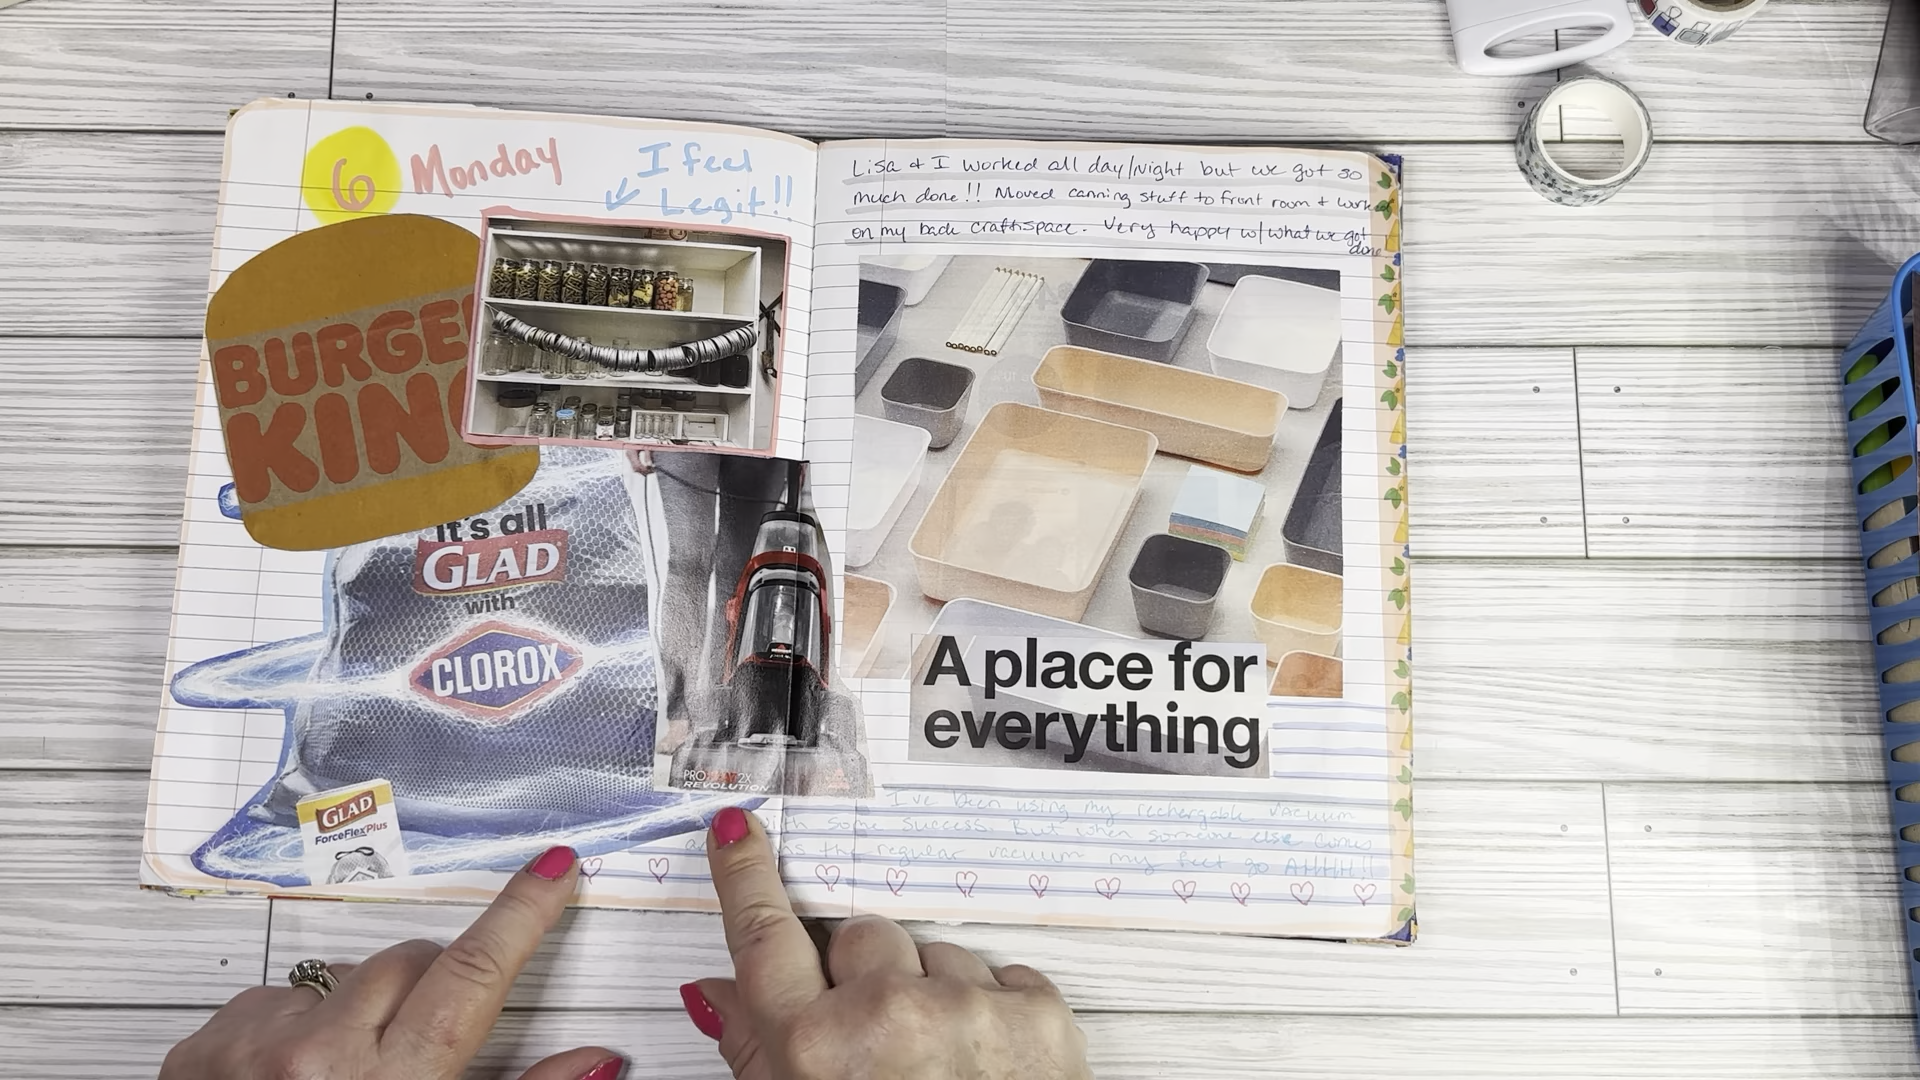 6 Monday
I feel
Legit!!
BURGE
KING
It's all
GLAD
with
CLOROX
GLAD
ForceFlexPlus
PROHEAT 2X
REVOLUTION
Lisa & I worked all day/night but we got so
much done!! Moved canning stuff to front room & worked
on my back craftspace. Very happy w/ what we got
done
A place for
everything
I've been using my rechergable vacuum
with some success. But when someone else comes
the regular vacuum my feet go AHHH!!